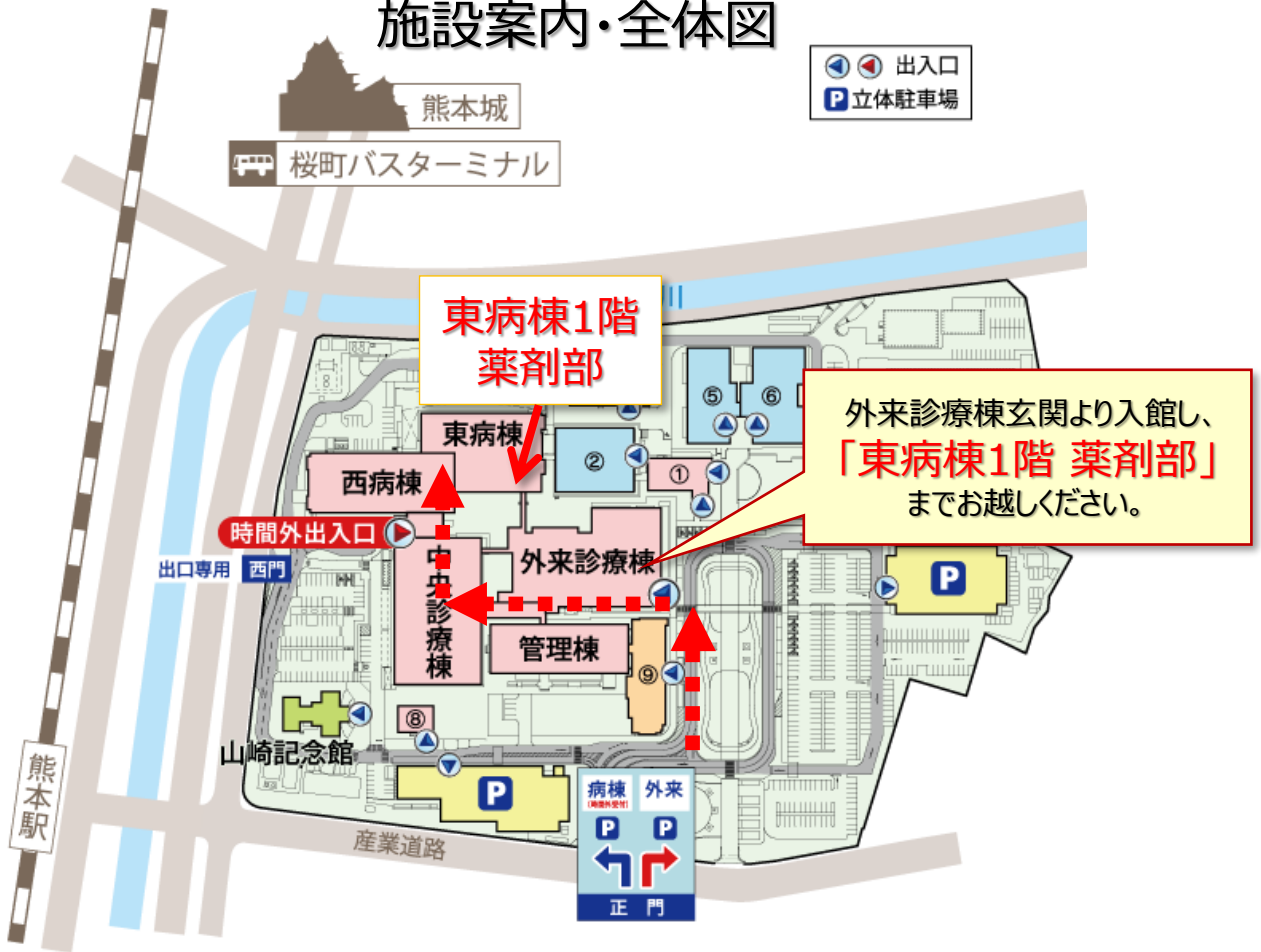 施設案内・全体図
出入口
P 立体駐車場
熊本城
桜町バスターミナル
東病棟1階
薬剤部
外来診療棟玄関より入館し、
「東病棟1階 薬剤部」
までお越しください。
⑤
⑥
東病棟
②
①
西病棟
時間外出入口
出口専用 西門
外来診療棟
中央診療棟
P
管理棟
⑨
⑧
山崎記念館
P
病棟 外来
(時間外受付)
P P
正 門
産業道路
熊本駅